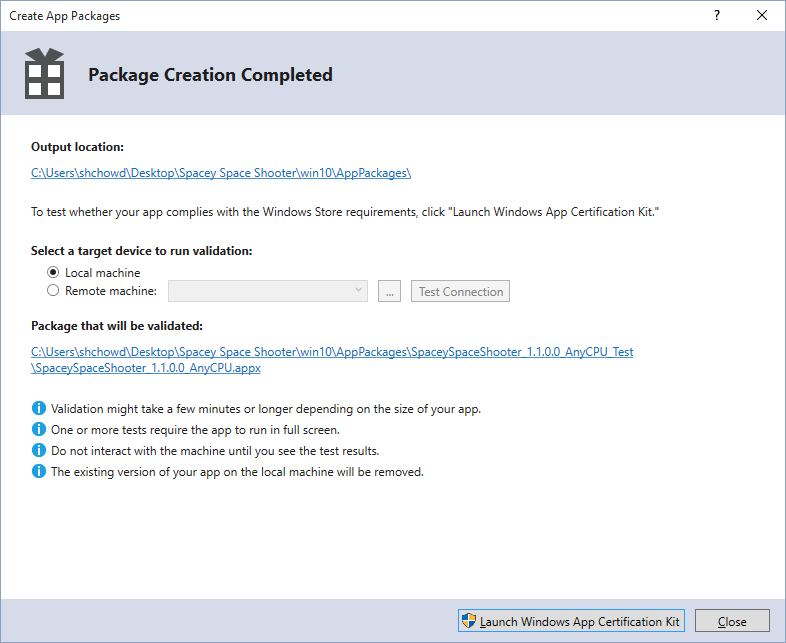 Create App Packages
?
Package Creation Completed
Output location:
C:\Users\shchowd\Desktop\Spacey Space Shooter\win10\AppPackages\
To test whether your app complies with the Windows Store requirements, click "Launch Windows App Certification Kit."
Select a target device to run validation:
Local machine
Remote machine:
...
Test Connection
Package that will be validated:
C:\Users\shchowd\Desktop\Spacey Space Shooter\win10\AppPackages\SpaceySpaceShooter_1.1.0.0_AnyCPU_Test
\SpaceySpaceShooter_1.1.0.0_AnyCPU.appx
Validation might take a few minutes or longer depending on the size of your app.
One or more tests require the app to run in full screen.
Do not interact with the machine until you see the test results.
The existing version of your app on the local machine will be removed.
Launch Windows App Certification Kit
Close